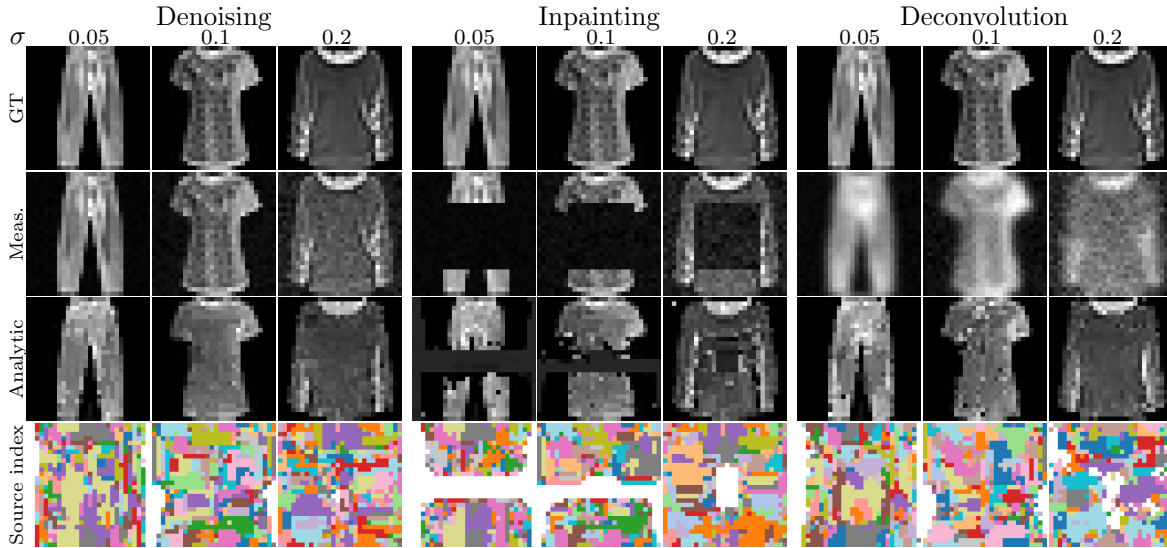 Denoising Inpainting Deconvolution
σ 0.05 0.1 0.2 0.05 0.1 0.2 0.05 0.1 0.2
GT
Meas.
Analytic
Source index